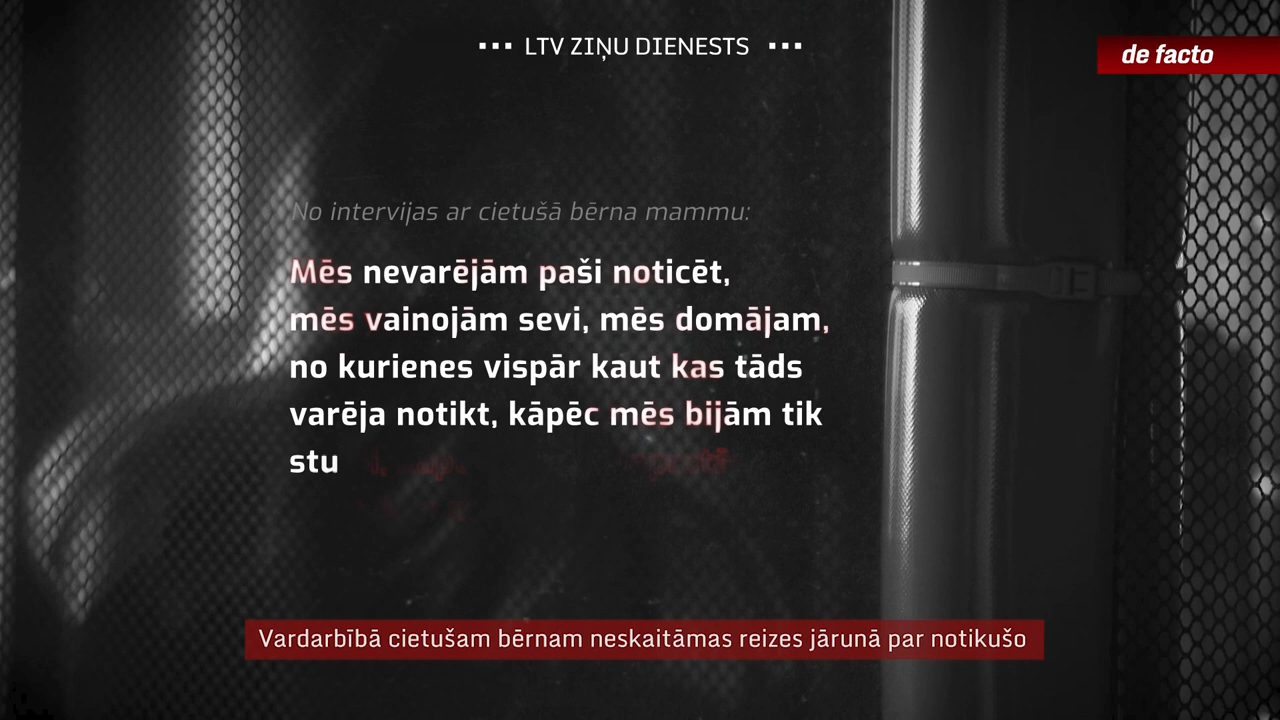 LTV ZIŅU DIENESTS
de facto
No intervijas ar cietušā bērna mammu:
Mēs nevarējām paši noticēt,
mēs vainojām sevi, mēs domājam,
no kurienes vispār kaut kas tāds
varēja notikt, kāpēc mēs bijām tik
stu
Vardarbībā cietušam bērnam neskaitāmas reizes jārunā par notikušo